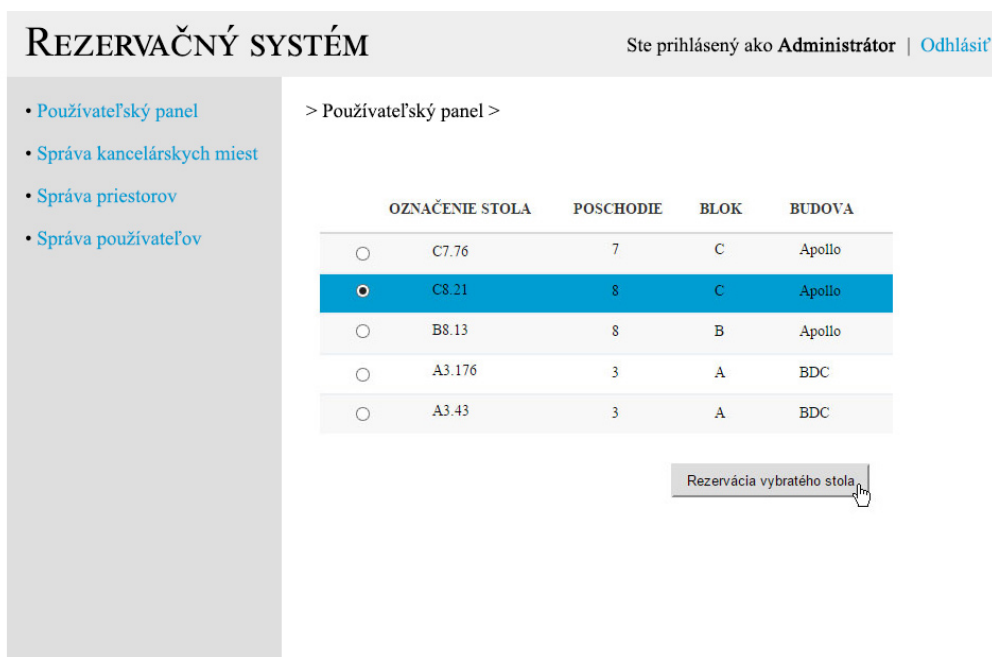 REZERVAČNÝ SYSTÉM
Ste prihlásený ako Administrátor | Odhlásiť
• Používateľský panel
• Správa kancelárskych miest
• Správa priestorov
• Správa používateľov
> Používateľský panel >
OZNAČENIE STOLA POSCHODIE BLOK BUDOVA
C7.76 7 C Apollo
C8.21 8 C Apollo
B8.13 8 B Apollo
A3.176 3 A BDC
A3.43 3 A BDC
Rezervácia vybratého stola